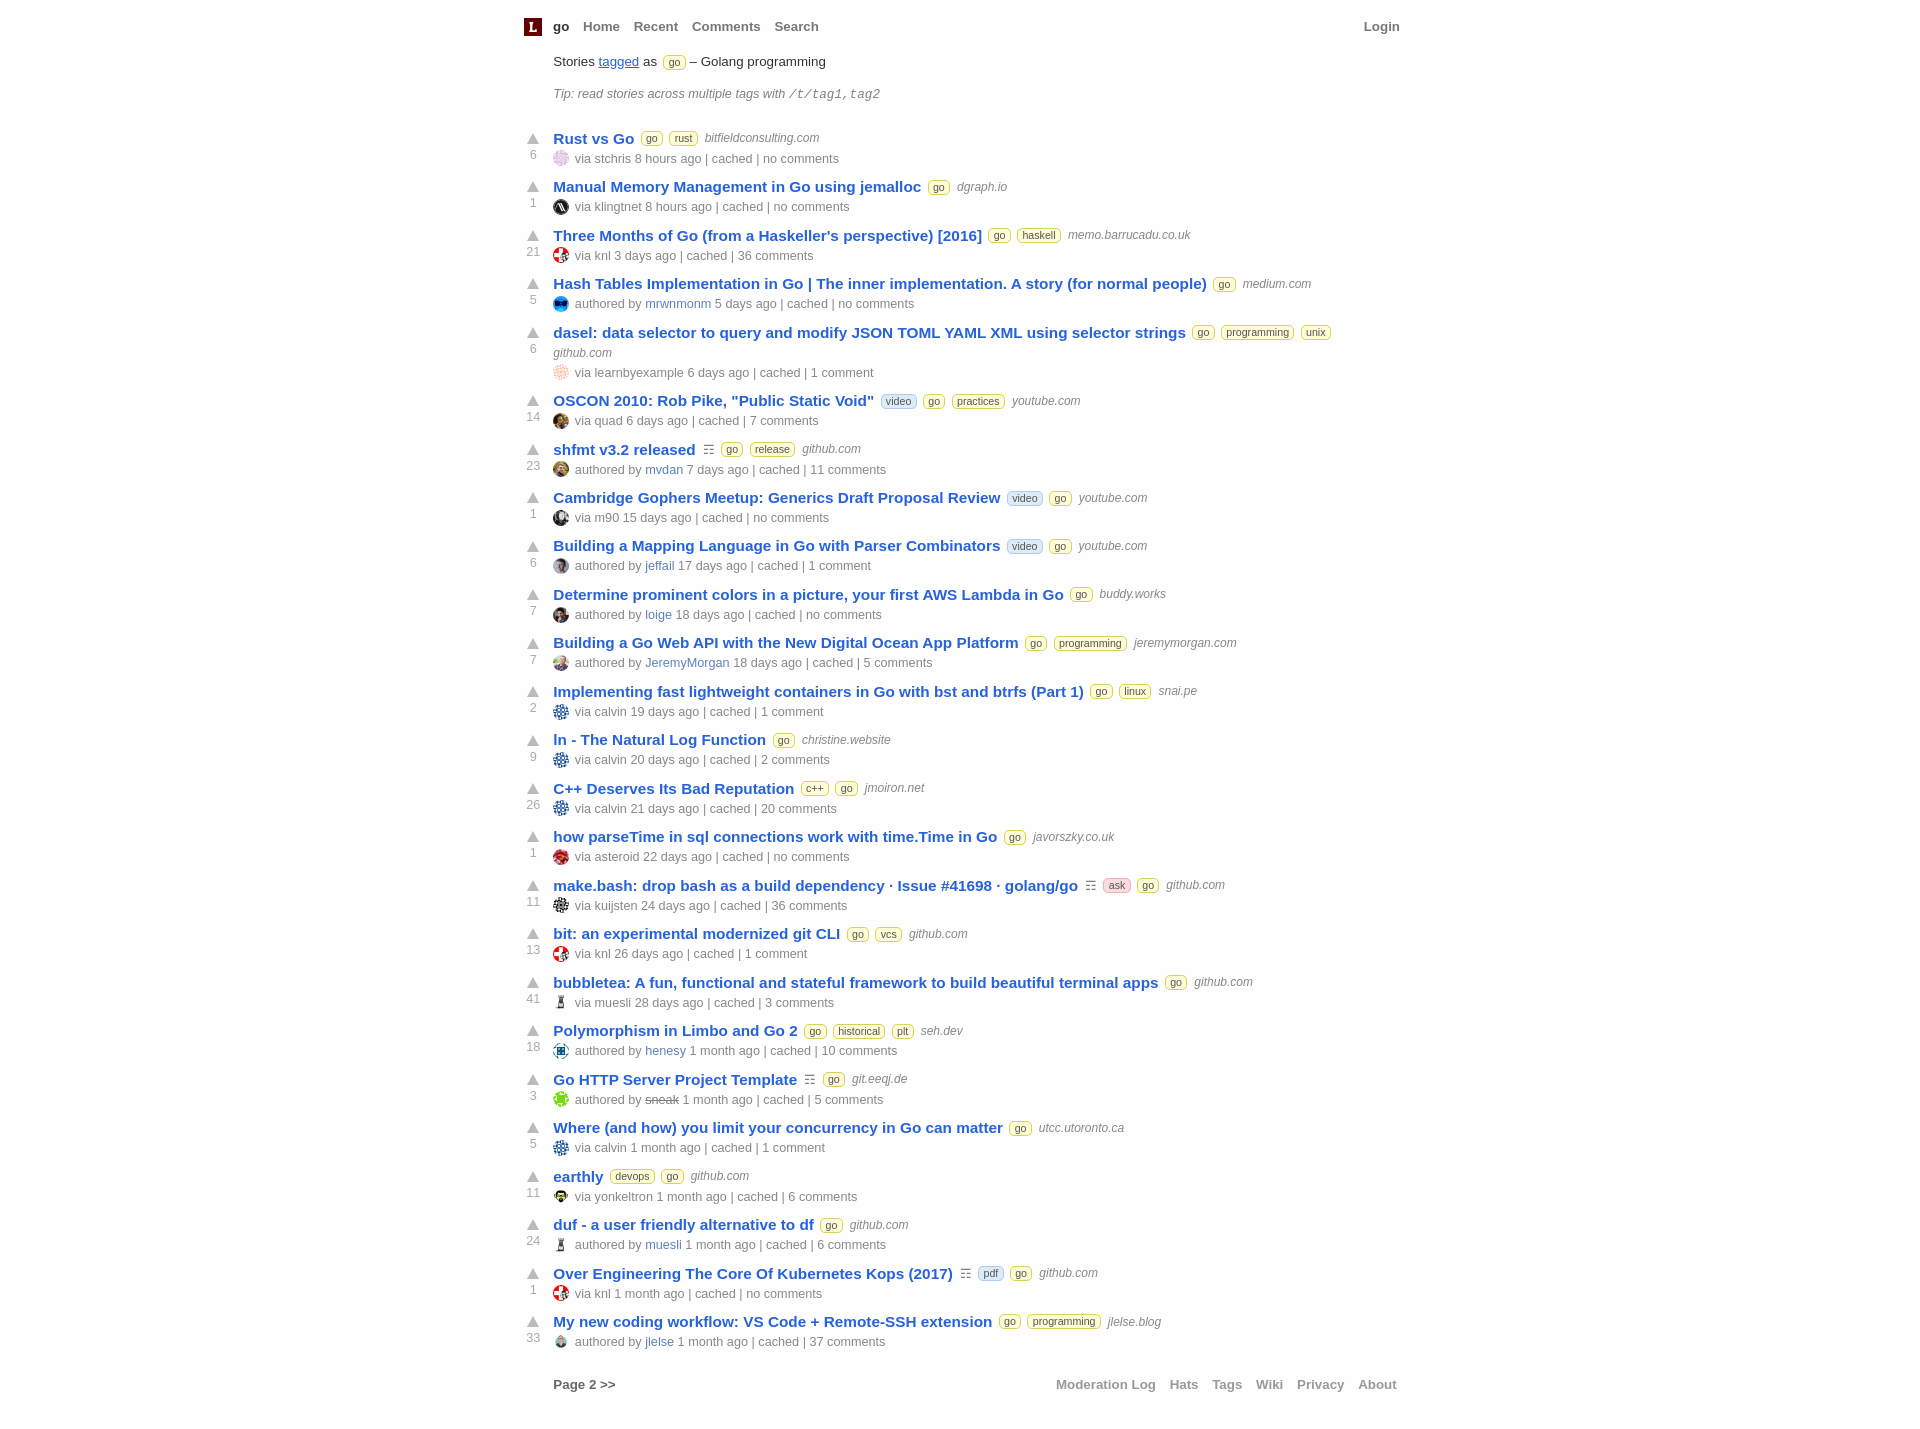 L go Home Recent Comments Search Login
Stories tagged as go – Golang programming
Tip: read stories across multiple tags with /t/tag1,tag2
Rust vs Go go rust bitfieldconsulting.com
6 via stchris 8 hours ago | cached | no comments
Manual Memory Management in Go using jemalloc go dgraph.io
1 via klingtnet 8 hours ago | cached | no comments
Three Months of Go (from a Haskeller's perspective) [2016] go haskell memo.barrucadu.co.uk
21 via knl 3 days ago | cached | 36 comments
Hash Tables Implementation in Go | The inner implementation. A story (for normal people) go medium.com
5 authored by mrwnmonm 5 days ago | cached | no comments
dasel: data selector to query and modify JSON TOML YAML XML using selector strings go programming unix
6 github.com
via learnbyexample 6 days ago | cached | 1 comment
OSCON 2010: Rob Pike, "Public Static Void" video go practices youtube.com
14 via quad 6 days ago | cached | 7 comments
shfmt v3.2 released ☶ go release github.com
23 authored by mvdan 7 days ago | cached | 11 comments
Cambridge Gophers Meetup: Generics Draft Proposal Review video go youtube.com
1 via m90 15 days ago | cached | no comments
Building a Mapping Language in Go with Parser Combinators video go youtube.com
6 authored by jeffail 17 days ago | cached | 1 comment
Determine prominent colors in a picture, your first AWS Lambda in Go go buddy.works
7 authored by loige 18 days ago | cached | no comments
Building a Go Web API with the New Digital Ocean App Platform go programming jeremymorgan.com
7 authored by JeremyMorgan 18 days ago | cached | 5 comments
Implementing fast lightweight containers in Go with bst and btrfs (Part 1) go linux snai.pe
2 via calvin 19 days ago | cached | 1 comment
ln - The Natural Log Function go christine.website
9 via calvin 20 days ago | cached | 2 comments
C++ Deserves Its Bad Reputation c++ go jmoiron.net
26 via calvin 21 days ago | cached | 20 comments
how parseTime in sql connections work with time.Time in Go go javorszky.co.uk
1 via asteroid 22 days ago | cached | no comments
make.bash: drop bash as a build dependency · Issue #41698 · golang/go ☶ ask go github.com
11 via kuijsten 24 days ago | cached | 36 comments
bit: an experimental modernized git CLI go vcs github.com
13 via knl 26 days ago | cached | 1 comment
bubbletea: A fun, functional and stateful framework to build beautiful terminal apps go github.com
41 via muesli 28 days ago | cached | 3 comments
Polymorphism in Limbo and Go 2 go historical plt seh.dev
18 authored by henesy 1 month ago | cached | 10 comments
Go HTTP Server Project Template ☶ go git.eeqj.de
3 authored by sneak 1 month ago | cached | 5 comments
Where (and how) you limit your concurrency in Go can matter go utcc.utoronto.ca
5 via calvin 1 month ago | cached | 1 comment
earthly devops go github.com
11 via yonkeltron 1 month ago | cached | 6 comments
duf - a user friendly alternative to df go github.com
24 authored by muesli 1 month ago | cached | 6 comments
Over Engineering The Core Of Kubernetes Kops (2017) ☶ pdf go github.com
1 via knl 1 month ago | cached | no comments
My new coding workflow: VS Code + Remote-SSH extension go programming jlelse.blog
33 authored by jlelse 1 month ago | cached | 37 comments
Page 2 >> Moderation Log Hats Tags Wiki Privacy About